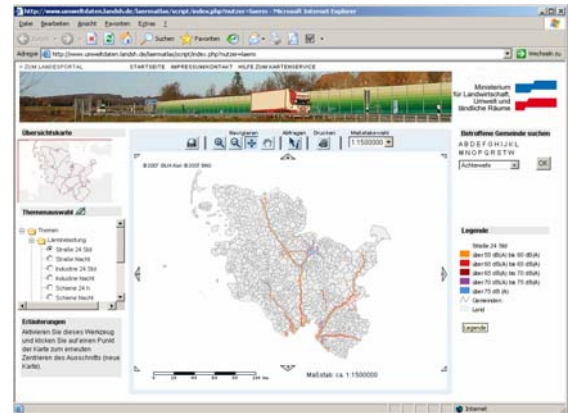 http://www.umweltdaten.landsh.de/laermatlas/script/index.php?nutzer=laerm - Microsoft Internet Explorer
Datei Bearbeiten Ansicht Favoriten Extras ?
Zurück Suchen Favoriten
Adresse http://www.umweltdaten.landsh.de/laermatlas/script/index.php?nutzer=laerm Wechseln zu
> ZUM LANDESPORTAL STARTSEITE IMPRESSUM/KONTAKT HILFE ZUM KARTENSERVICE
Ministerium
für Landwirtschaft,
Umwelt und
ländliche Räume
Übersichtskarte
Navigieren Abfragen Drucken Maßstabswahl
1:1500000
Betroffene Gemeinde suchen
A B D E F G H I J K L
M N O P Q R S T W
Achterwehr OK
Themenauswahl
Themen
Lärmbelastung
Straße 24 Std
Straße Nacht
Industrie 24 Std
Industrie Nacht
Schiene 24 h
Schiene Nacht
Erläuterungen
Aktivieren Sie dieses Werkzeug
und klicken Sie auf einen Punkt
der Karte zum erneuten
Zentrieren des Ausschnitts (neue
Karte).
Maßstab: ca. 1:1500000
Legende
Straße 24 Std
über 55 dB(A) bis 60 dB(A)
über 60 dB(A) bis 65 dB(A)
über 65 dB(A) bis 70 dB(A)
über 70 dB(A) bis 75 dB(A)
über 75 dB (A)
Gemeinden
Land
Legende
Internet